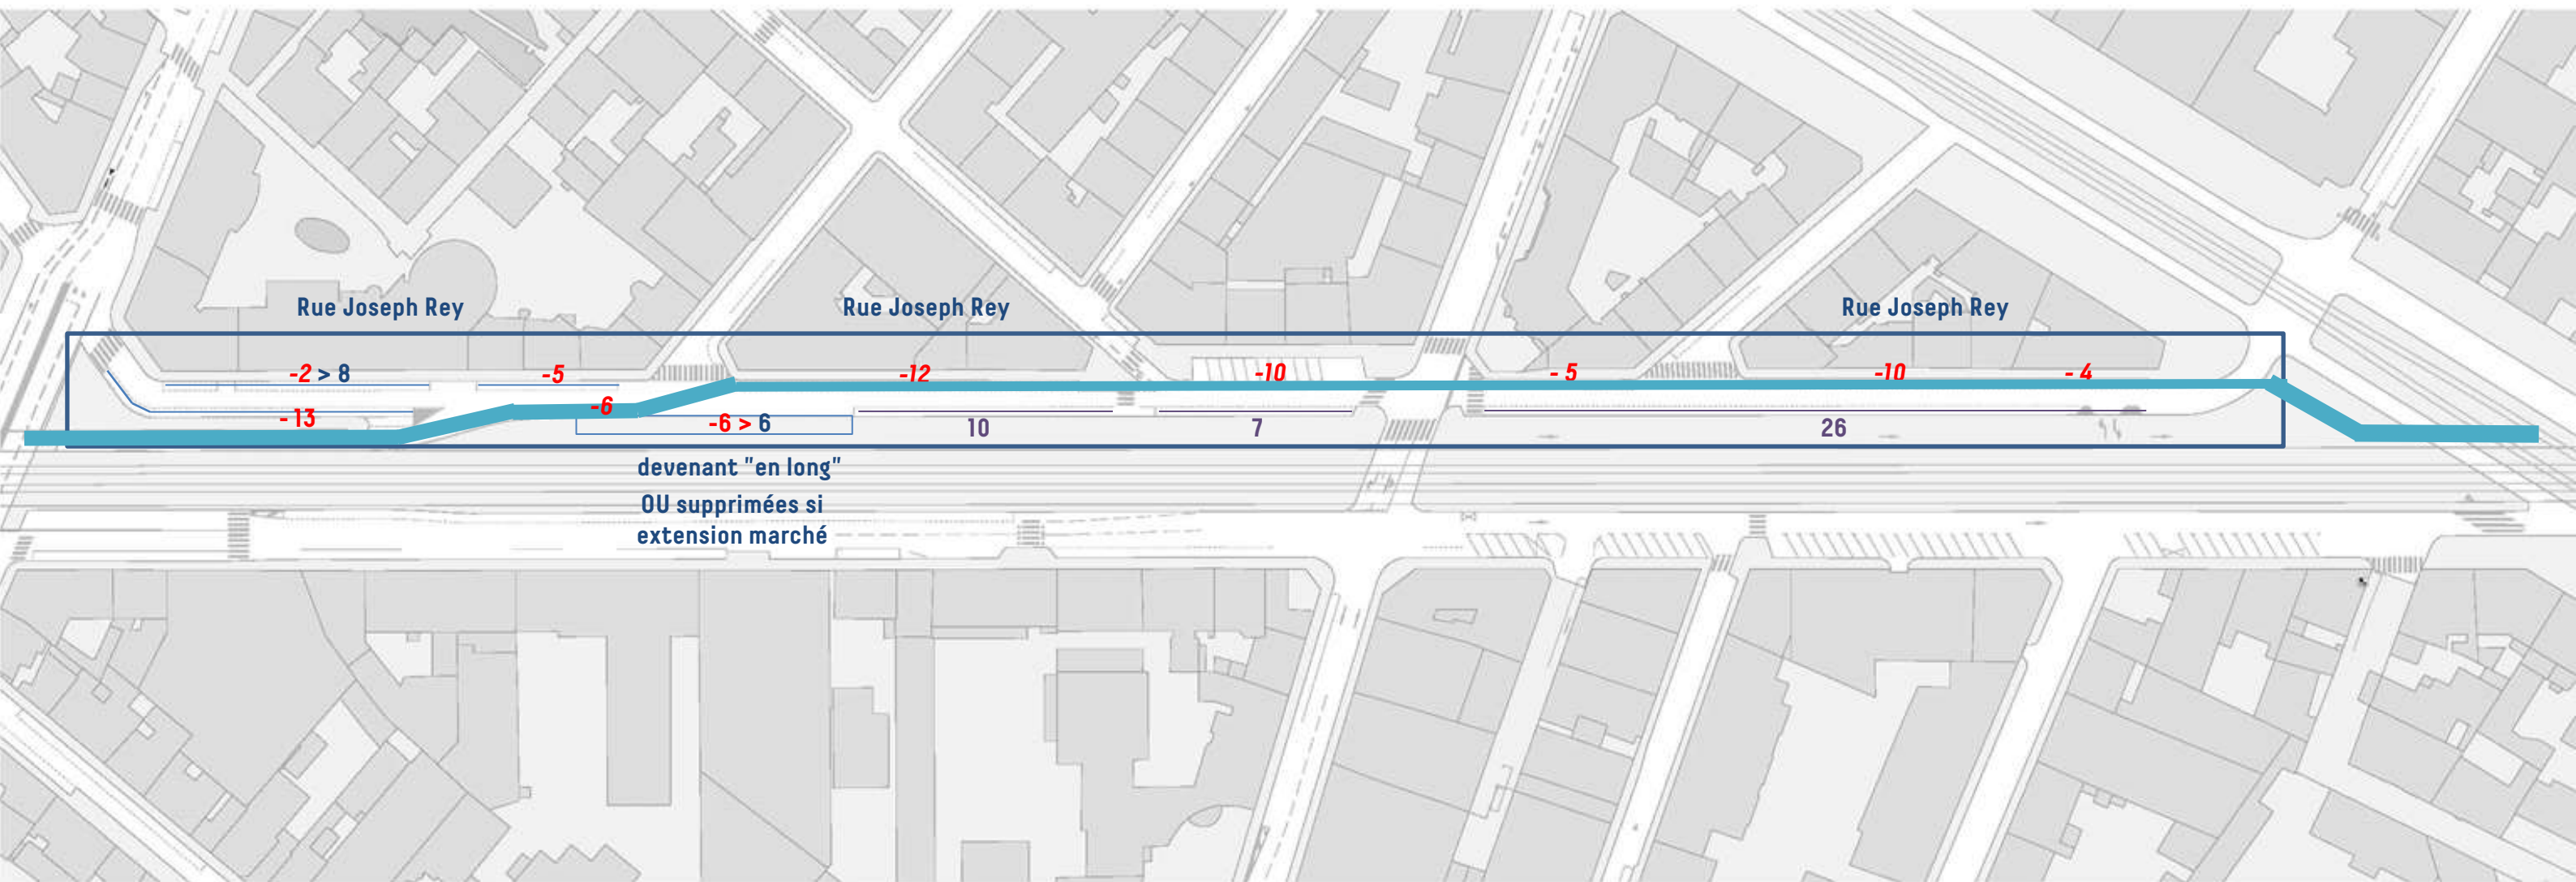 Rue Joseph Rey
Rue Joseph Rey
Rue Joseph Rey
-2 > 8
-5
-12
-10
- 5
-10
- 4
- 13
-6
-6 > 6
10
7
26
devenant "en long"
OU supprimées si
extension marché